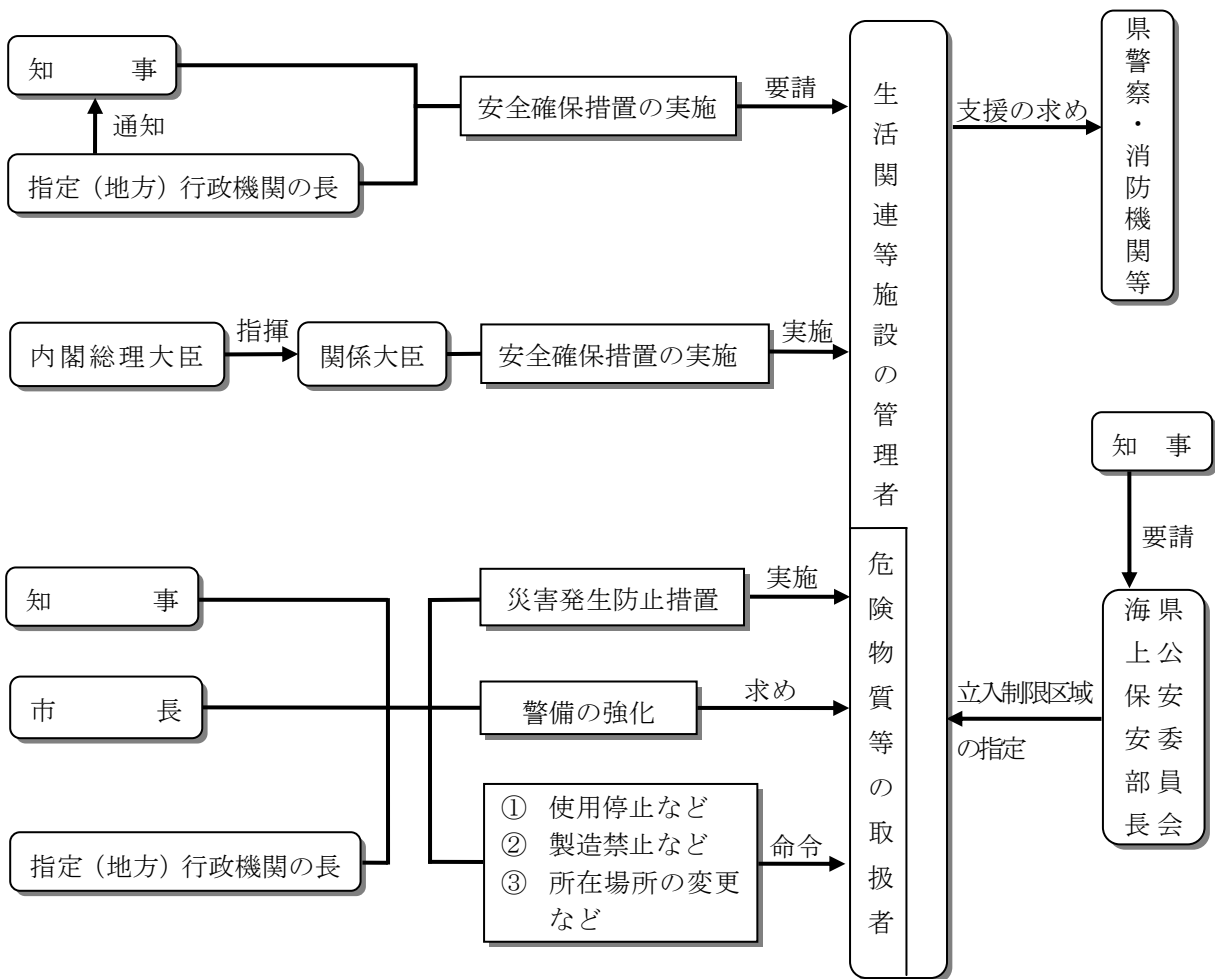 知　　事
通知
指定（地方）行政機関の長
安全確保措置の実施
要請
生活関連等施設の管理者
支援の求め
県警察・消防機関等
内閣総理大臣
指揮
関係大臣
安全確保措置の実施
実施
知　事
要請
県公安委員会
海上保安部長
立入制限区域
の指定
知　　事
市　　長
指定（地方）行政機関の長
災害発生防止措置
実施
警備の強化
求め
①　使用停止など
②　製造禁止など
③　所在場所の変更
など
命令
危険物質等の取扱者